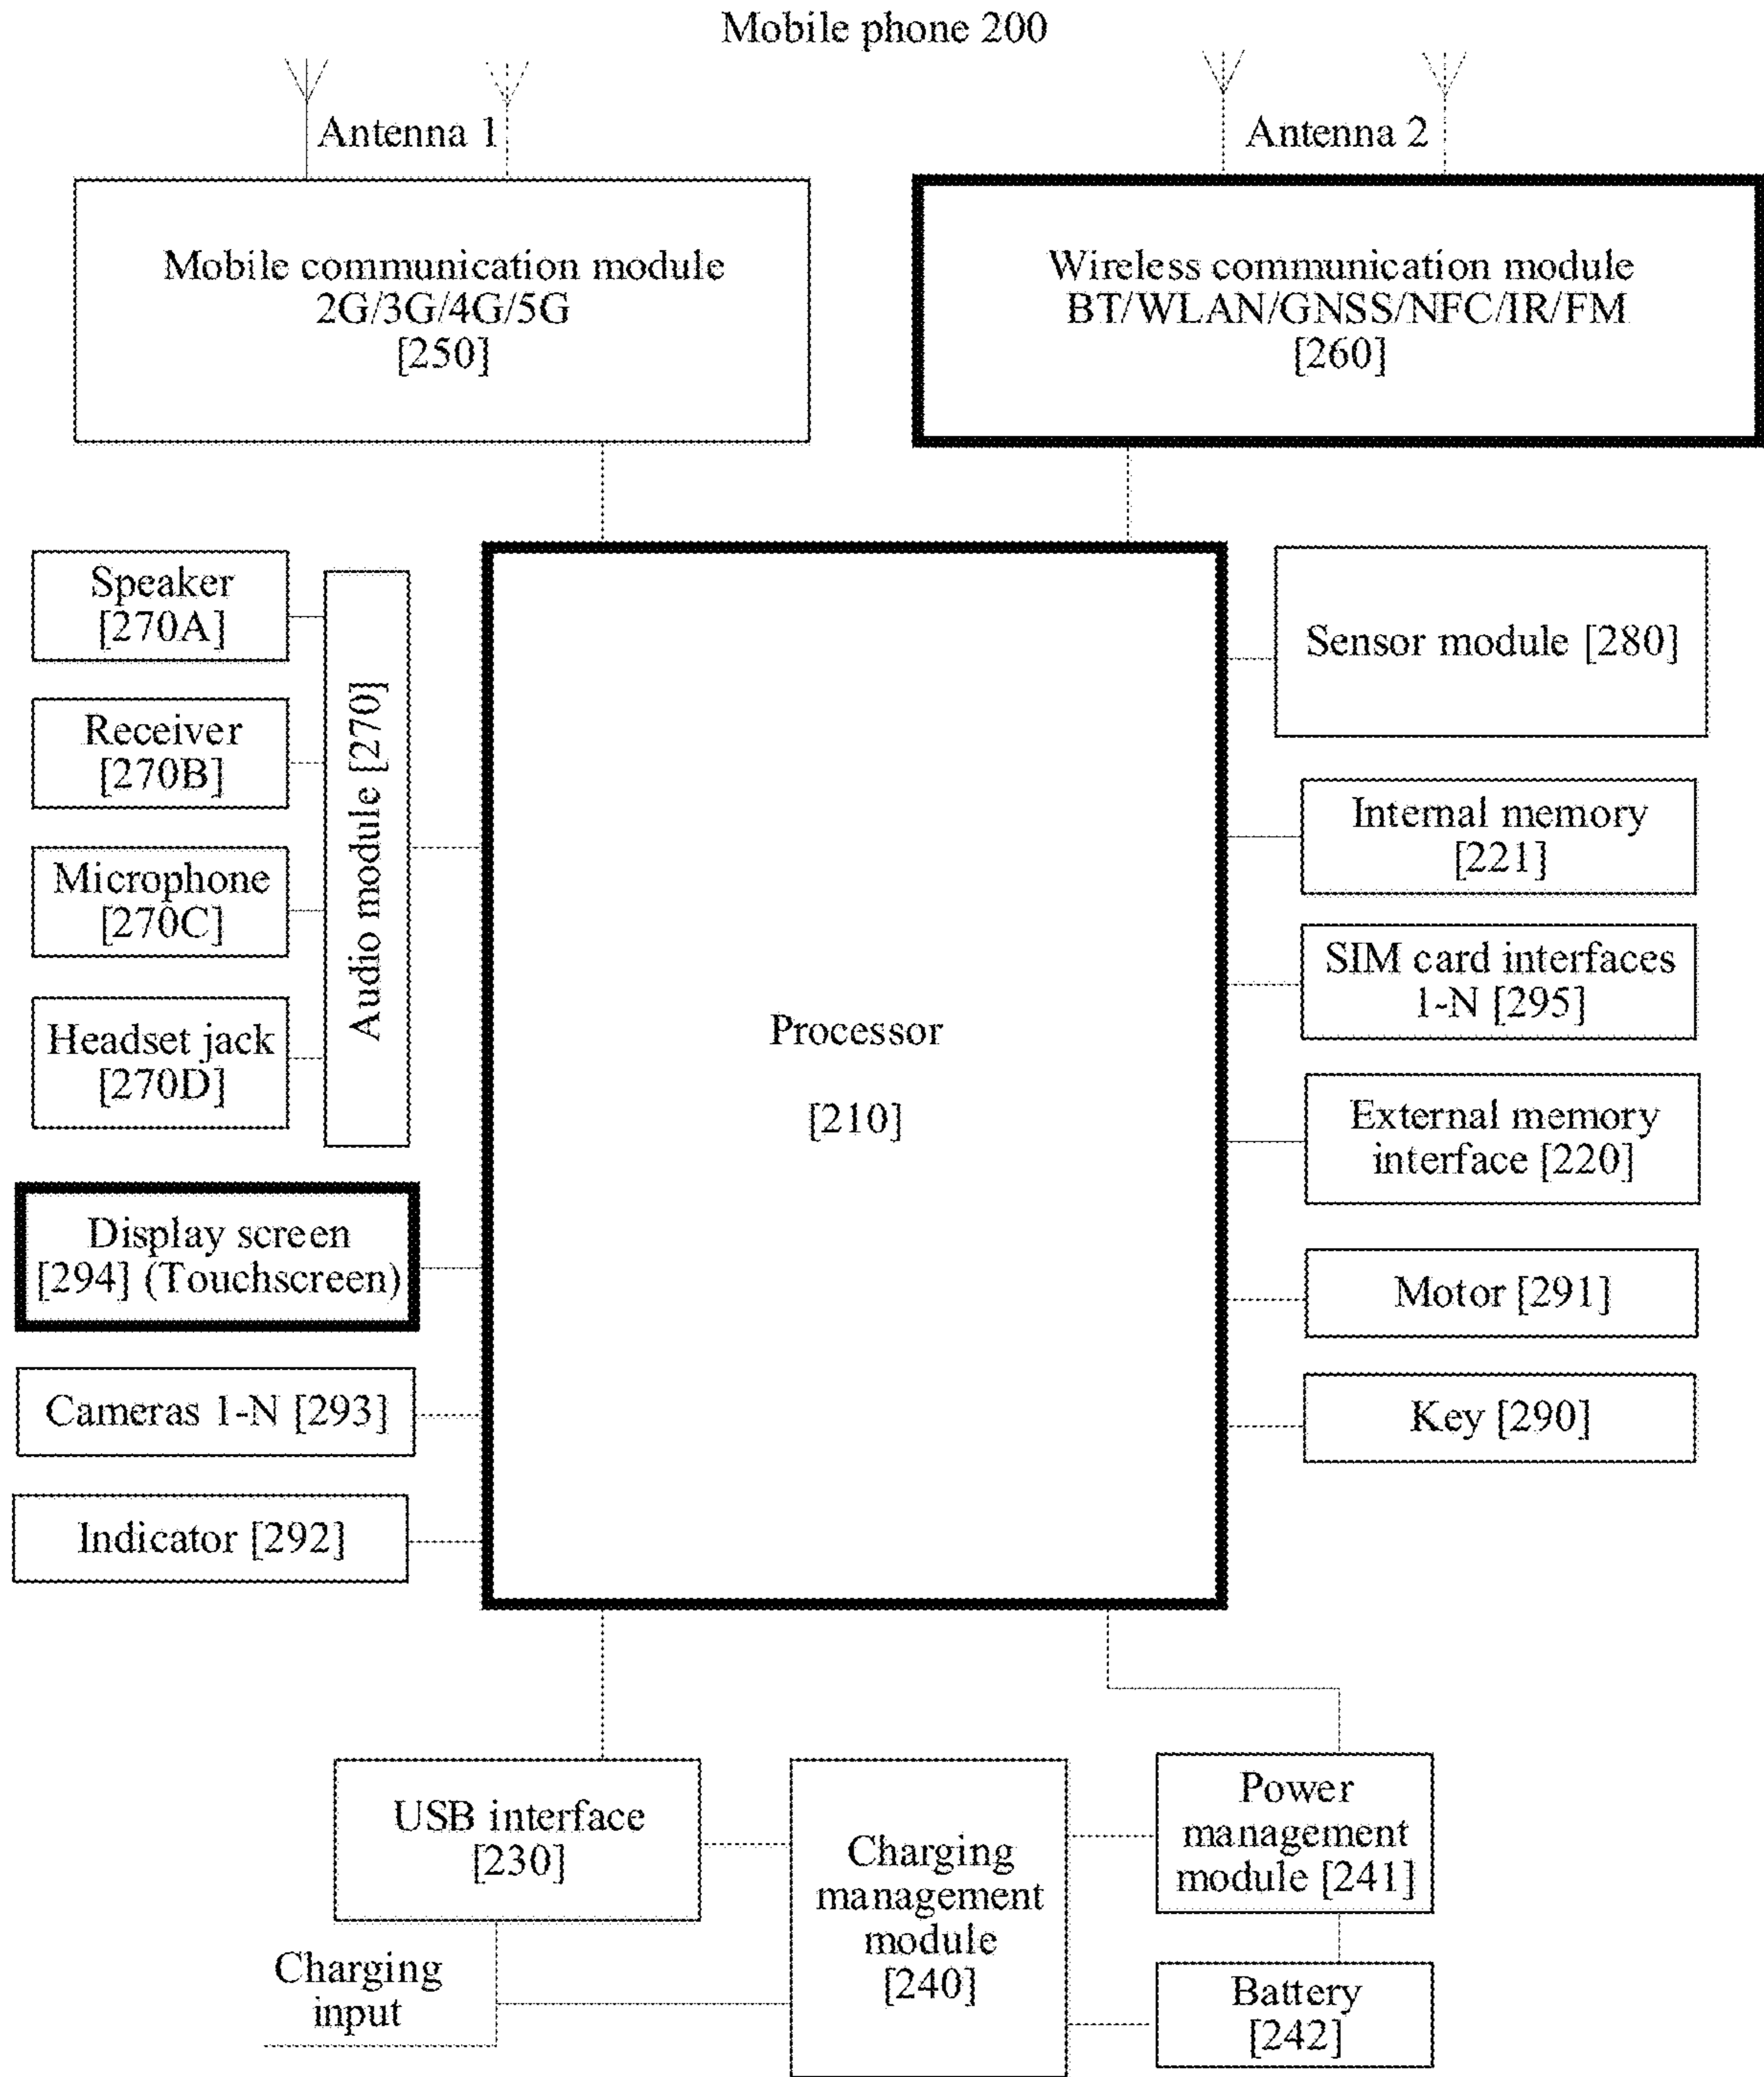 Mobile phone 200
Antenna 1
Antenna 2
Mobile communication module
2G/3G/4G/5G
[250]
Wireless communication module
BT/WLAN/GNSS/NFC/IR/FM
[260]
Speaker
[270A]
Receiver
[270B]
Microphone
[270C]
Headset jack
[270D]
Audio module [270]
Display screen
[294] (Touchscreen)
Cameras 1-N [293]
Indicator [292]
Processor
[210]
Sensor module [280]
Internal memory
[221]
SIM card interfaces
1-N [295]
External memory
interface [220]
Motor [291]
Key [290]
USB interface
[230]
Charging
input
Charging
management
module
[240]
Power
management
module [241]
Battery
[242]